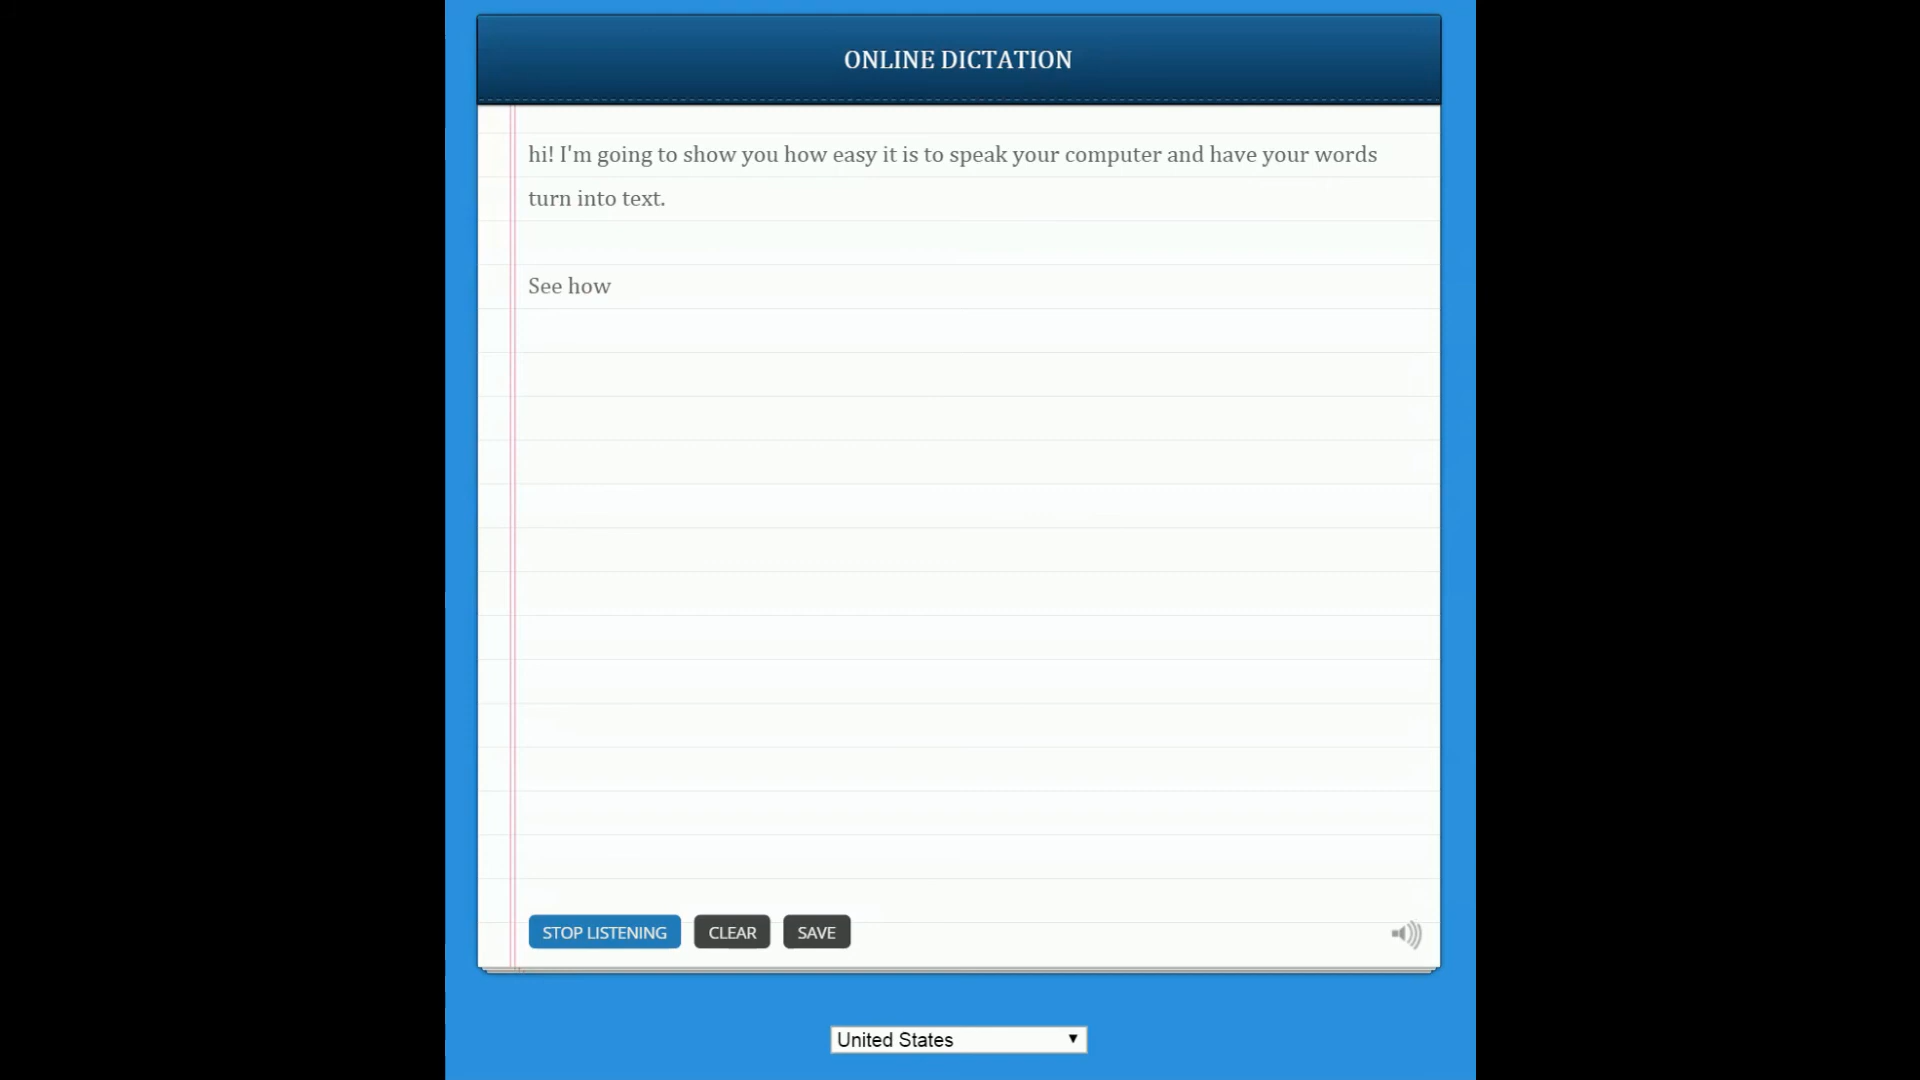 ONLINE DICTATION
hi! I'm going to show you how easy it is to speak your computer and have your words
turn into text.
See how
STOP LISTENING CLEAR SAVE
United States